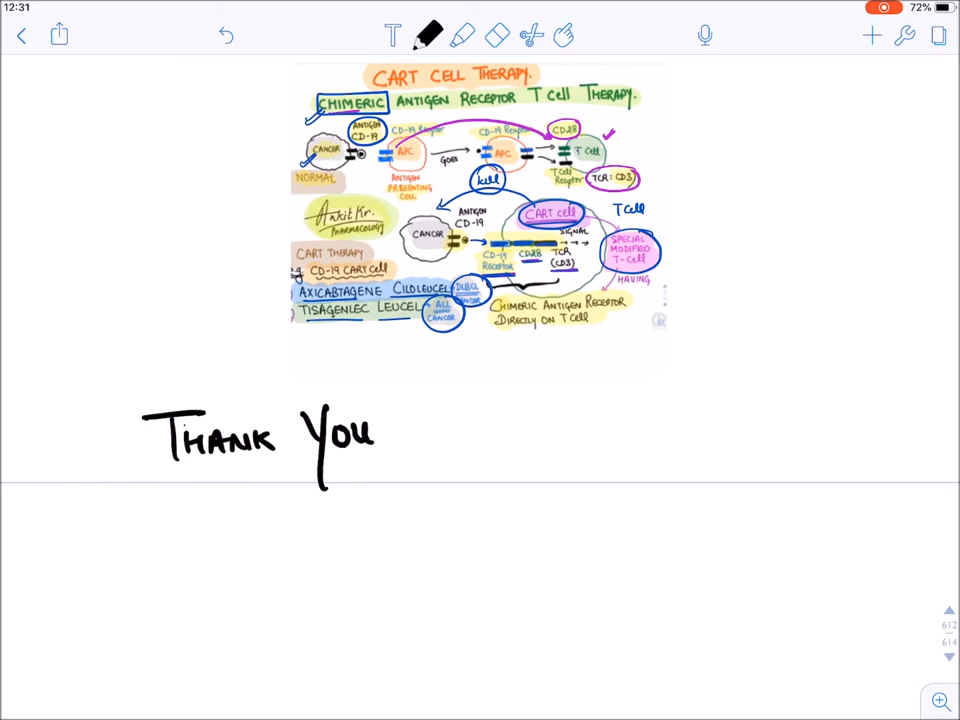 12:31
72%
T
CART CELL THERAPY.
CHIMERIC ANTIGEN RECEPTOR T CELL THERAPY.
ANTIGEN CD-19
CD-19 Receptor
CD-19 Receptor
CD28
CANCER
APC
GOES
APC
T Cell
NORMAL
ANTIGEN PRESENTING CELL
kill
T Cell Receptor
TCR: CD3
Ankit Kr.
PHARMACOLOGY
ANTIGEN CD-19
CART cell
T cell
CANCER
SIGNAL
SPECIAL MODIFIED T-CELL
CART THERAPY
CD-19 RECEPTOR
CD28
TCR (CD3)
eg CD-19 CART cell
HAVING
AXICABTAGENE CILOLEUCEL → DLBCL CANCER
CHIMERIC ANTIGEN RECEPTOR
TISAGENLEC LEUCEL → ALL CANCER
DIRECTLY ON T CELL
THANK YOU
612
614